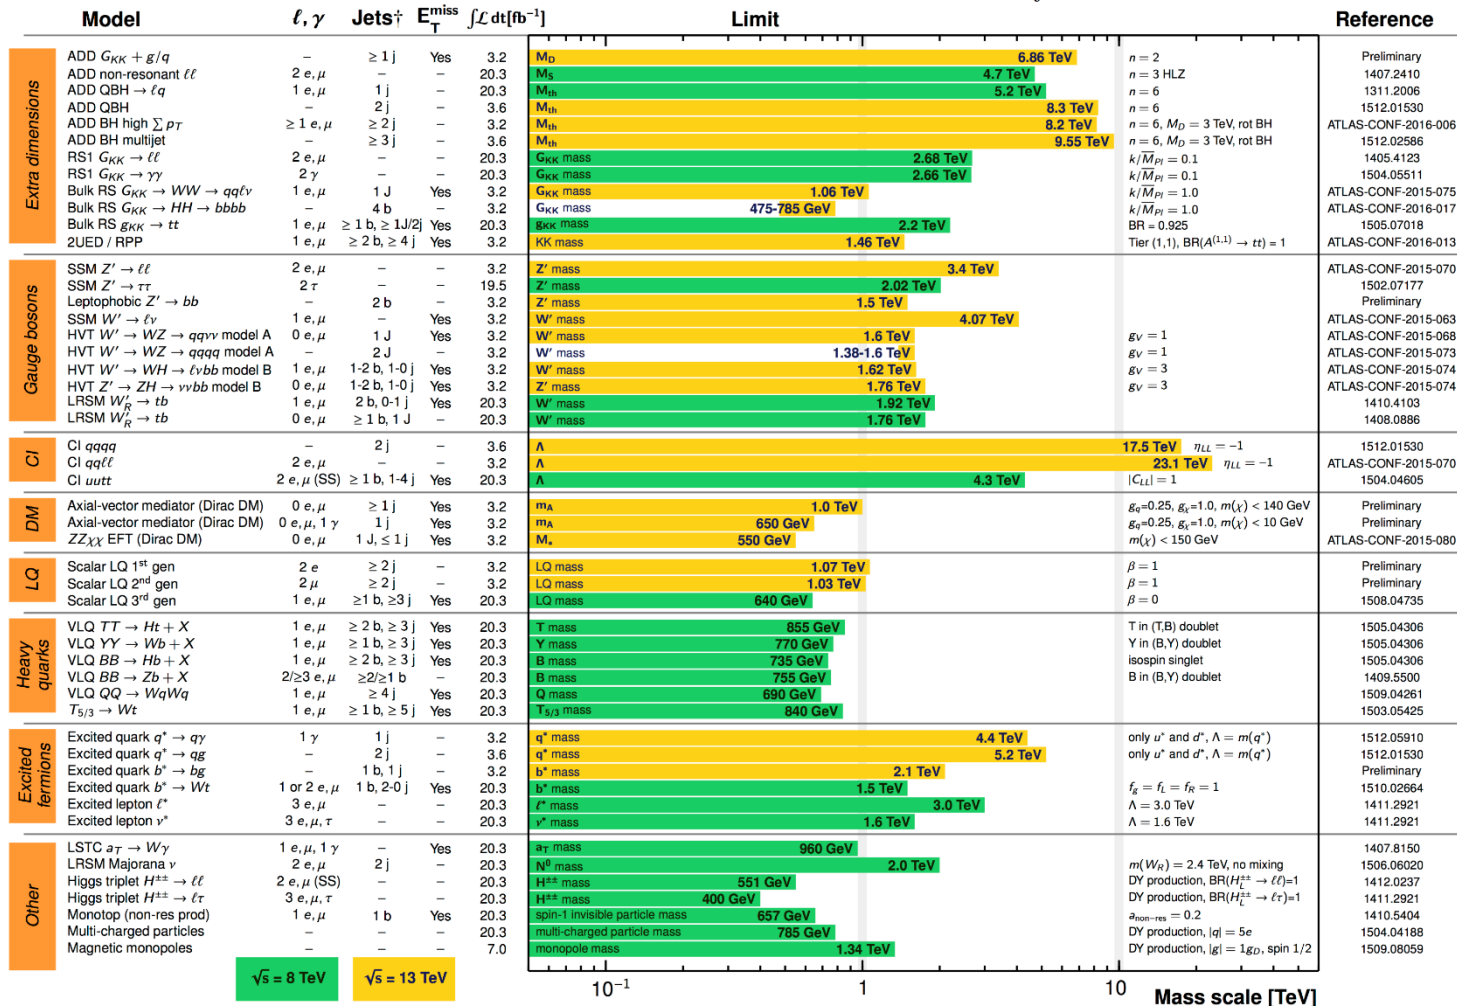 Model ℓ, γ Jets† E_T^miss ∫L dt[fb⁻¹] Limit Reference
Extra dimensions
ADD G_KK + g/q – ≥ 1 j Yes 3.2 M_D 6.86 TeV n = 2 Preliminary
ADD non-resonant ℓℓ 2 e, μ – – 20.3 M_S 4.7 TeV n = 3 HLZ 1407.2410
ADD QBH → ℓq 1 e, μ 1 j – 20.3 M_th 5.2 TeV n = 6 1311.2006
ADD QBH – 2 j – 3.6 M_th 8.3 TeV n = 6 1512.01530
ADD BH high ∑ p_T ≥ 1 e, μ ≥ 2 j – 3.2 M_th 8.2 TeV n = 6, M_D = 3 TeV, rot BH ATLAS-CONF-2016-006
ADD BH multijet – ≥ 3 j – 3.6 M_th 9.55 TeV n = 6, M_D = 3 TeV, rot BH 1512.02586
RS1 G_KK → ℓℓ 2 e, μ – – 20.3 G_KK mass 2.68 TeV k/M̄_Pl = 0.1 1405.4123
RS1 G_KK → γγ 2 γ – – 20.3 G_KK mass 2.66 TeV k/M̄_Pl = 0.1 1504.05511
Bulk RS G_KK → WW → qqℓν 1 e, μ 1 J Yes 3.2 G_KK mass 1.06 TeV k/M̄_Pl = 1.0 ATLAS-CONF-2015-075
Bulk RS G_KK → HH → bbbb – 4 b – 3.2 G_KK mass 475-785 GeV k/M̄_Pl = 1.0 ATLAS-CONF-2016-017
Bulk RS g_KK → tt 1 e, μ ≥ 1 b, ≥ 1J/2j Yes 20.3 g_KK mass 2.2 TeV BR = 0.925 1505.07018
2UED / RPP 1 e, μ ≥ 2 b, ≥ 4 j Yes 3.2 KK mass 1.46 TeV Tier (1,1), BR(A^(1,1) → tt) = 1 ATLAS-CONF-2016-013
Gauge bosons
SSM Z′ → ℓℓ 2 e, μ – – 3.2 Z′ mass 3.4 TeV ATLAS-CONF-2015-070
SSM Z′ → ττ 2 τ – – 19.5 Z′ mass 2.02 TeV 1502.07177
Leptophobic Z′ → bb – 2 b – 3.2 Z′ mass 1.5 TeV Preliminary
SSM W′ → ℓν 1 e, μ – Yes 3.2 W′ mass 4.07 TeV ATLAS-CONF-2015-063
HVT W′ → WZ → qqνν model A 0 e, μ 1 J Yes 3.2 W′ mass 1.6 TeV g_V = 1 ATLAS-CONF-2015-068
HVT W′ → WZ → qqqq model A – 2 J – 3.2 W′ mass 1.38-1.6 TeV g_V = 1 ATLAS-CONF-2015-073
HVT W′ → WH → ℓνbb model B 1 e, μ 1-2 b, 1-0 j Yes 3.2 W′ mass 1.62 TeV g_V = 3 ATLAS-CONF-2015-074
HVT Z′ → ZH → ννbb model B 0 e, μ 1-2 b, 1-0 j Yes 3.2 Z′ mass 1.76 TeV g_V = 3 ATLAS-CONF-2015-074
LRSM W′_R → tb 1 e, μ 2 b, 0-1 j Yes 20.3 W′ mass 1.92 TeV 1410.4103
LRSM W′_R → tb 0 e, μ ≥ 1 b, 1 J – 20.3 W′ mass 1.76 TeV 1408.0886
CI
CI qqqq – 2 j – 3.6 Λ 17.5 TeV η_LL = −1 1512.01530
CI qqℓℓ 2 e, μ – – 3.2 Λ 23.1 TeV η_LL = −1 ATLAS-CONF-2015-070
CI uutt 2 e, μ (SS) ≥ 1 b, 1-4 j Yes 20.3 Λ 4.3 TeV |C_LL| = 1 1504.04605
DM
Axial-vector mediator (Dirac DM) 0 e, μ ≥ 1 j Yes 3.2 m_A 1.0 TeV g_q=0.25, g_χ=1.0, m(χ) < 140 GeV Preliminary
Axial-vector mediator (Dirac DM) 0 e, μ, 1 γ 1 j Yes 3.2 m_A 650 GeV g_q=0.25, g_χ=1.0, m(χ) < 10 GeV Preliminary
ZZχχ EFT (Dirac DM) 0 e, μ 1 J, ≤ 1 j Yes 3.2 M_* 550 GeV m(χ) < 150 GeV ATLAS-CONF-2015-080
LQ
Scalar LQ 1st gen 2 e ≥ 2 j – 3.2 LQ mass 1.07 TeV β = 1 Preliminary
Scalar LQ 2nd gen 2 μ ≥ 2 j – 3.2 LQ mass 1.03 TeV β = 1 Preliminary
Scalar LQ 3rd gen 1 e, μ ≥1 b, ≥3 j Yes 20.3 LQ mass 640 GeV β = 0 1508.04735
Heavy quarks
VLQ TT → Ht + X 1 e, μ ≥ 2 b, ≥ 3 j Yes 20.3 T mass 855 GeV T in (T,B) doublet 1505.04306
VLQ YY → Wb + X 1 e, μ ≥ 1 b, ≥ 3 j Yes 20.3 Y mass 770 GeV Y in (B,Y) doublet 1505.04306
VLQ BB → Hb + X 1 e, μ ≥ 2 b, ≥ 3 j Yes 20.3 B mass 735 GeV isospin singlet 1505.04306
VLQ BB → Zb + X 2/≥3 e, μ ≥2/≥1 b – 20.3 B mass 755 GeV B in (B,Y) doublet 1409.5500
VLQ QQ → WqWq 1 e, μ ≥ 4 j Yes 20.3 Q mass 690 GeV 1509.04261
T_5/3 → Wt 1 e, μ ≥ 1 b, ≥ 5 j Yes 20.3 T_5/3 mass 840 GeV 1503.05425
Excited fermions
Excited quark q* → qγ 1 γ 1 j – 3.2 q* mass 4.4 TeV only u* and d*, Λ = m(q*) 1512.05910
Excited quark q* → qg – 2 j – 3.6 q* mass 5.2 TeV only u* and d*, Λ = m(q*) 1512.01530
Excited quark b* → bg – 1 b, 1 j – 3.2 b* mass 2.1 TeV Preliminary
Excited quark b* → Wt 1 or 2 e, μ 1 b, 2-0 j Yes 20.3 b* mass 1.5 TeV f_g = f_L = f_R = 1 1510.02664
Excited lepton ℓ* 3 e, μ – – 20.3 ℓ* mass 3.0 TeV Λ = 3.0 TeV 1411.2921
Excited lepton ν* 3 e, μ, τ – – 20.3 ν* mass 1.6 TeV Λ = 1.6 TeV 1411.2921
Other
LSTC a_T → Wγ 1 e, μ, 1 γ – Yes 20.3 a_T mass 960 GeV 1407.8150
LRSM Majorana ν 2 e, μ 2 j – 20.3 N⁰ mass 2.0 TeV m(W_R) = 2.4 TeV, no mixing 1506.06020
Higgs triplet H^±± → ℓℓ 2 e, μ (SS) – – 20.3 H^±± mass 551 GeV DY production, BR(H_L^±± → ℓℓ)=1 1412.0237
Higgs triplet H^±± → ℓτ 3 e, μ, τ – – 20.3 H^±± mass 400 GeV DY production, BR(H_L^±± → ℓτ)=1 1411.2921
Monotop (non-res prod) 1 e, μ 1 b Yes 20.3 spin-1 invisible particle mass 657 GeV a_non-res = 0.2 1410.5404
Multi-charged particles – – – 20.3 multi-charged particle mass 785 GeV DY production, |q| = 5e 1504.04188
Magnetic monopoles – – – 7.0 monopole mass 1.34 TeV DY production, |g| = 1g_D, spin 1/2 1509.08059
√s = 8 TeV √s = 13 TeV
10⁻¹ 1 10
Mass scale [TeV]